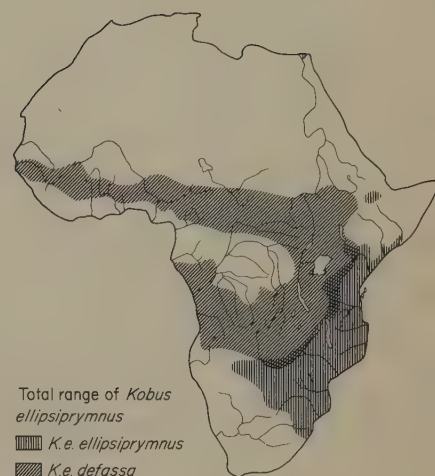 Total range of Kobus
ellipsiprymnus
K.e. ellipsiprymnus
K.e. defassa